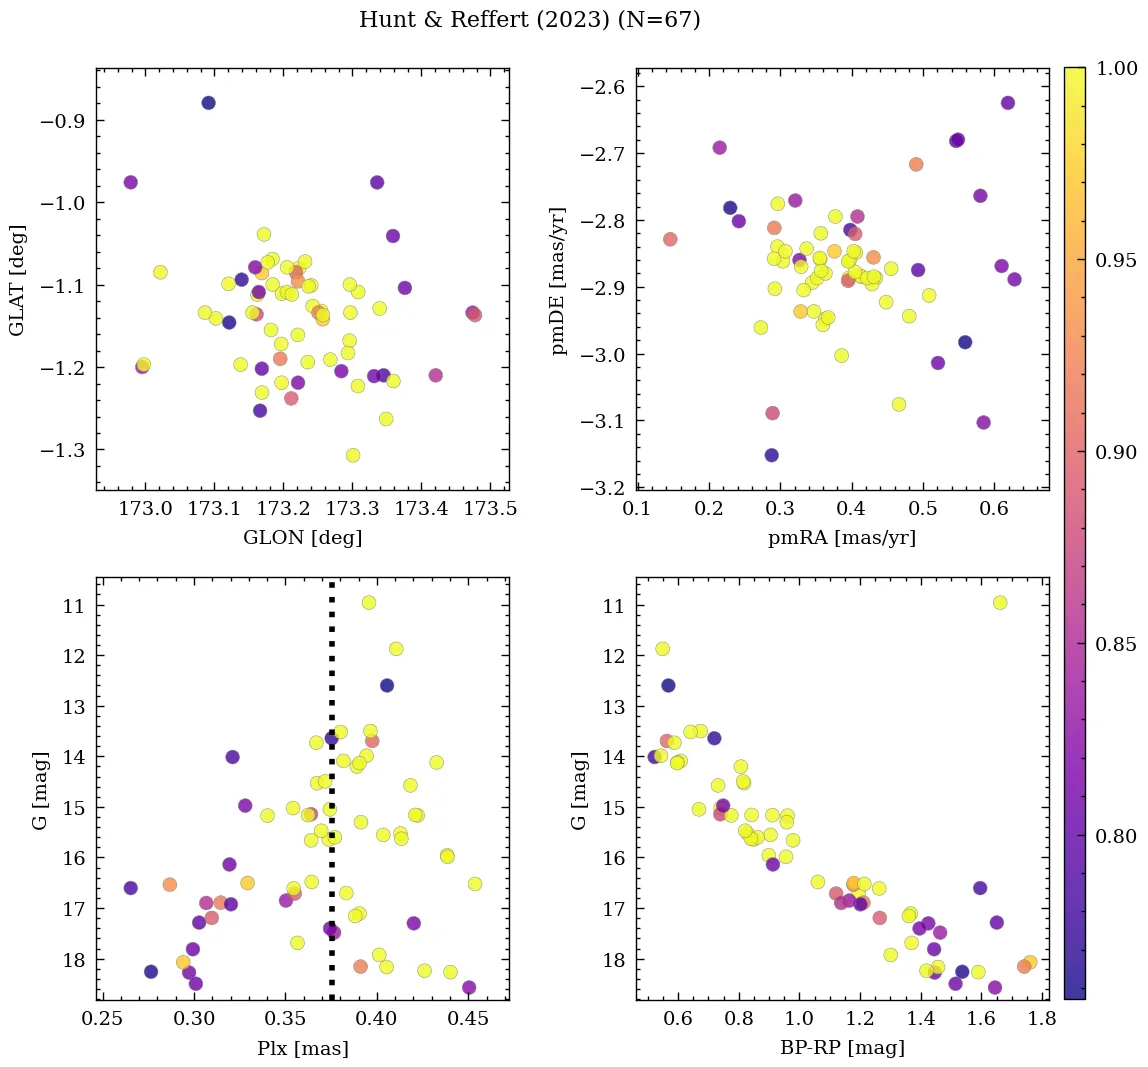 Hunt & Reffert (2023) (N=67)
−0.9
−1.0
−1.1
−1.2
−1.3
GLAT [deg]
173.0 173.1 173.2 173.3 173.4 173.5
GLON [deg]
−2.6
−2.7
−2.8
−2.9
−3.0
−3.1
−3.2
pmDE [mas/yr]
0.1 0.2 0.3 0.4 0.5 0.6
pmRA [mas/yr]
11
12
13
14
15
16
17
18
G [mag]
0.25 0.30 0.35 0.40 0.45
Plx [mas]
11
12
13
14
15
16
17
18
G [mag]
0.6 0.8 1.0 1.2 1.4 1.6 1.8
BP-RP [mag]
1.00
0.95
0.90
0.85
0.80